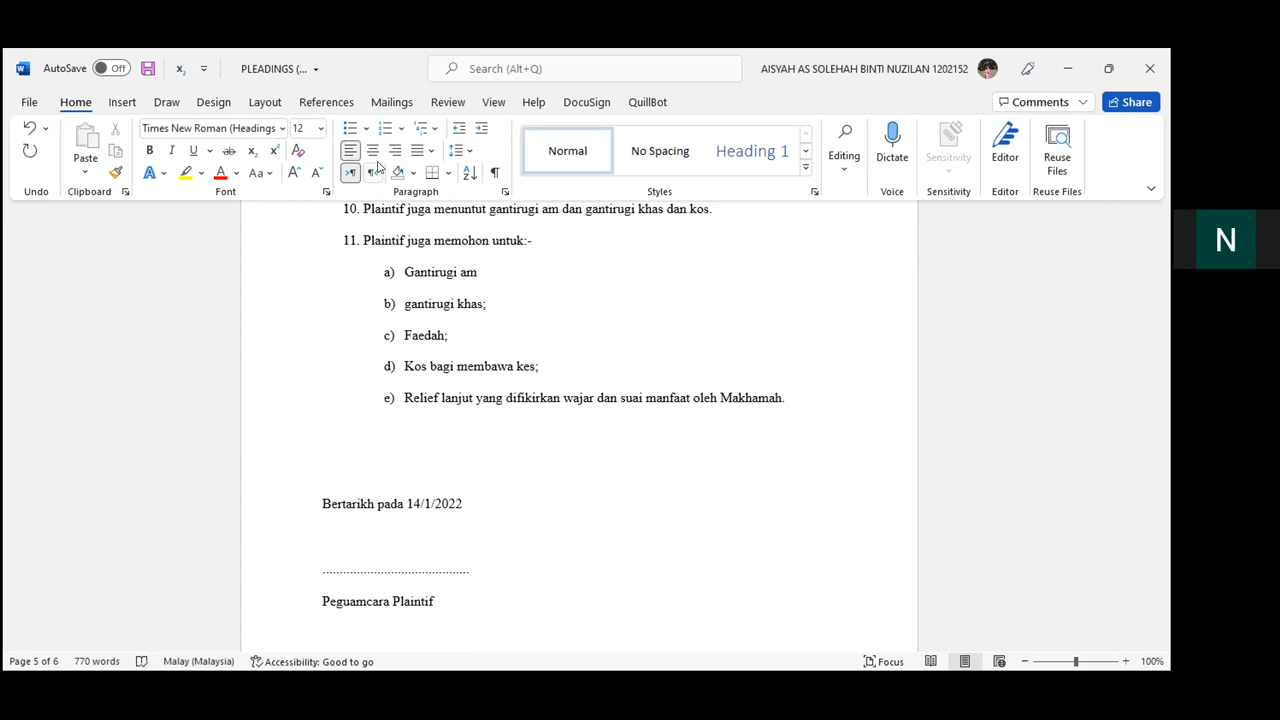 AutoSave Off PLEADINGS (... Search (Alt+Q) AISYAH AS SOLEHAH BINTI NUZILAN 1202152
File Home Insert Draw Design Layout References Mailings Review View Help DocuSign QuillBot Comments Share
Times New Roman (Headings 12
Paste Normal No Spacing Heading 1 Editing Dictate Sensitivity Editor Reuse Files
Undo Clipboard Font Paragraph Styles Voice Sensitivity Editor Reuse Files
10. Plaintif juga menuntut gantirugi am dan gantirugi khas dan kos.
11. Plaintif juga memohon untuk:-
N
a) Gantirugi am
b) gantirugi khas;
c) Faedah;
d) Kos bagi membawa kes;
e) Relief lanjut yang difikirkan wajar dan suai manfaat oleh Makhamah.
Bertarikh pada 14/1/2022
...........................................
Peguamcara Plaintif
Page 5 of 6 770 words Malay (Malaysia) Accessibility: Good to go Focus 100%